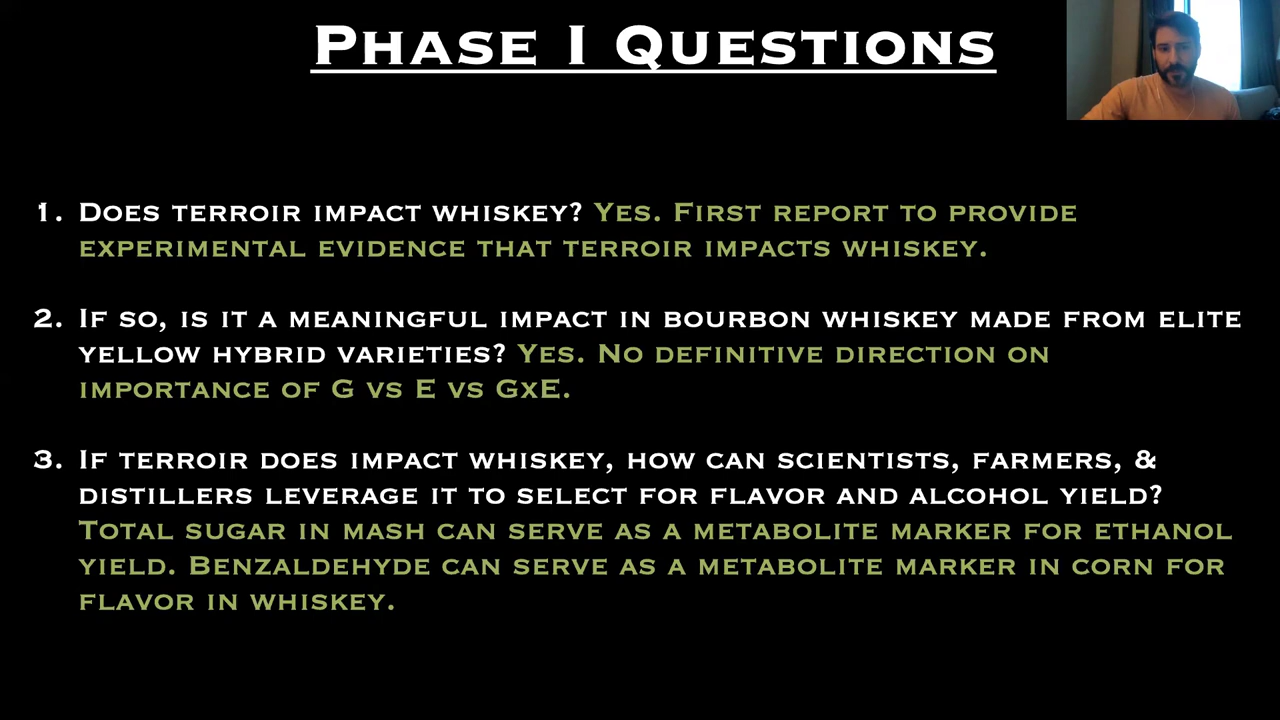 Phase I Questions
1. Does terroir impact whiskey? Yes. First report to provide
experimental evidence that terroir impacts whiskey.
2. If so, is it a meaningful impact in bourbon whiskey made from elite
yellow hybrid varieties? Yes. No definitive direction on
importance of G vs E vs GxE.
3. If terroir does impact whiskey, how can scientists, farmers, &
distillers leverage it to select for flavor and alcohol yield?
Total sugar in mash can serve as a metabolite marker for ethanol
yield. Benzaldehyde can serve as a metabolite marker in corn for
flavor in whiskey.